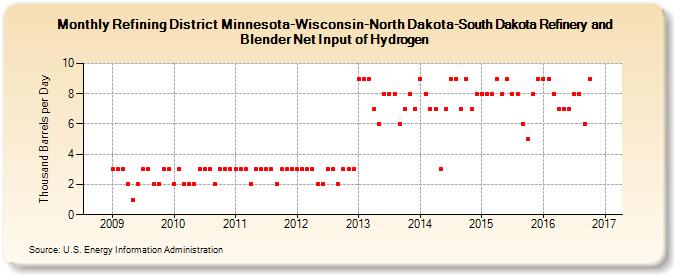 Monthly Refining District Minnesota-Wisconsin-North Dakota-South Dakota Refinery and
Blender Net Input of Hydrogen
Thousand Barrels per Day
10
8
6
4
2
0
2009 2010 2011 2012 2013 2014 2015 2016 2017
Source: U.S. Energy Information Administration